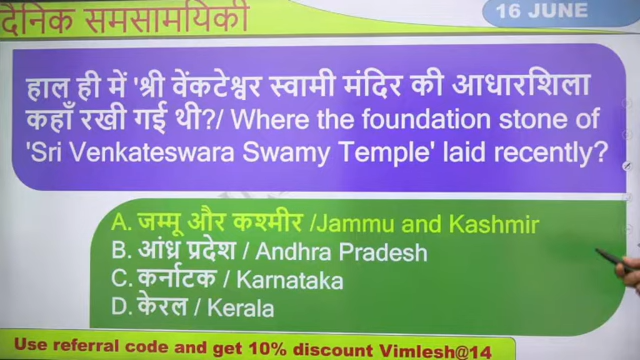 दैनिक समसामयिकी
16 JUNE
हाल ही में 'श्री वेंकटेश्वर स्वामी मंदिर की आधारशिला
कहाँ रखी गई थी?/ Where the foundation stone of
'Sri Venkateswara Swamy Temple' laid recently?
A. जम्मू और कश्मीर /Jammu and Kashmir
B. आंध्र प्रदेश / Andhra Pradesh
C. कर्नाटक / Karnataka
D. केरल / Kerala
Use referral code and get 10% discount Vimlesh@14